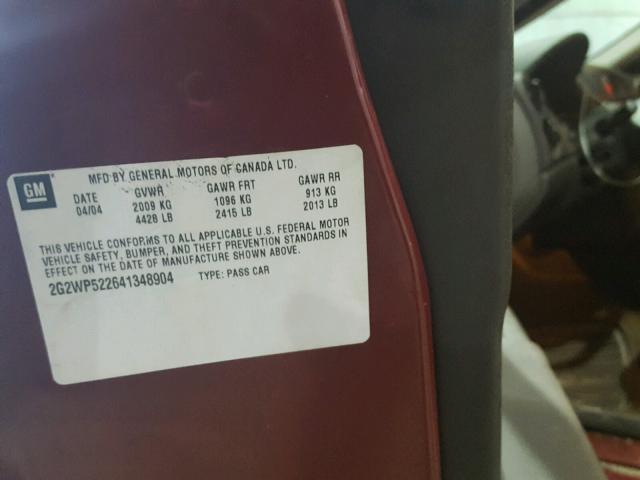 MFD BY GENERAL MOTORS OF CANADA LTD.
GM
DATE GVWR GAWR FRT GAWR RR
04/04 2009 KG 1096 KG 913 KG
4428 LB 2415 LB 2013 LB
THIS VEHICLE CONFORMS TO ALL APPLICABLE U.S. FEDERAL MOTOR
VEHICLE SAFETY, BUMPER, AND THEFT PREVENTION STANDARDS IN
EFFECT ON THE DATE OF MANUFACTURE SHOWN ABOVE.
2G2WP522641348904 TYPE: PASS CAR